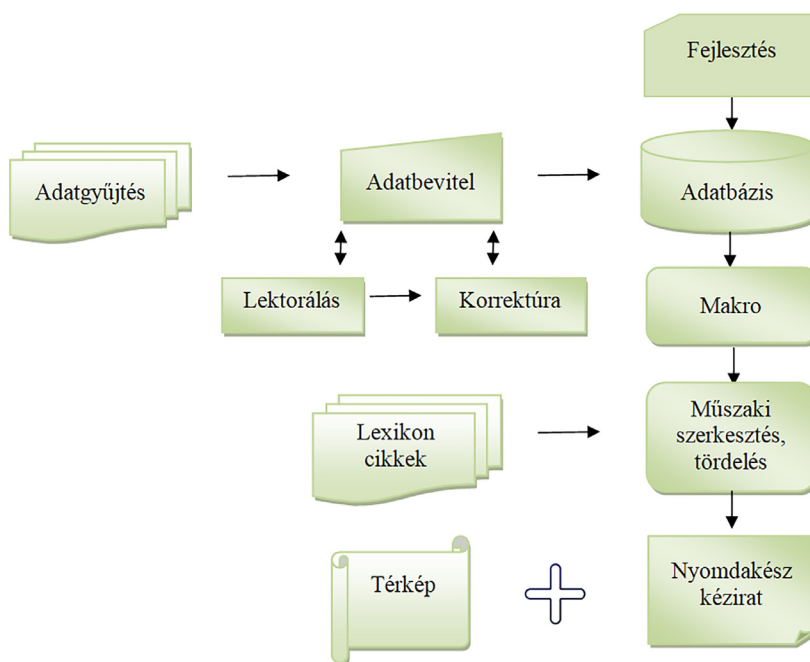 Fejlesztés
Adatgyűjtés
Adatbevitel
Adatbázis
Lektorálás
Korrektúra
Makro
Lexikon
cikkek
Műszaki
szerkesztés,
tördelés
Térkép
Nyomdakész
kézirat